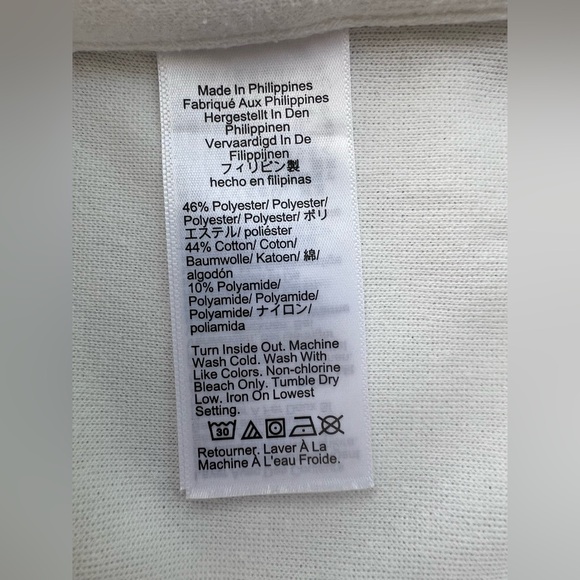 Made In Philippines
Fabriqué Aux Philippines
Hergestellt In Den
Philippinen
Vervaardigd In De
Filippijnen
フィリピン製
hecho en filipinas
46% Polyester/ Polyester/
Polyester/ Polyester/ ポリ
エステル/ poliéster
44% Cotton/ Coton/
Baumwolle/ Katoen/ 綿/
algodón
10% Polyamide/
Polyamide/ Polyamide/
Polyamide/ ナイロン/
poliamida
Turn Inside Out. Machine
Wash Cold. Wash With
Like Colors. Non-chlorine
Bleach Only. Tumble Dry
Low. Iron On Lowest
Setting.
30
Retourner. Laver À La
Machine À L'eau Froide.